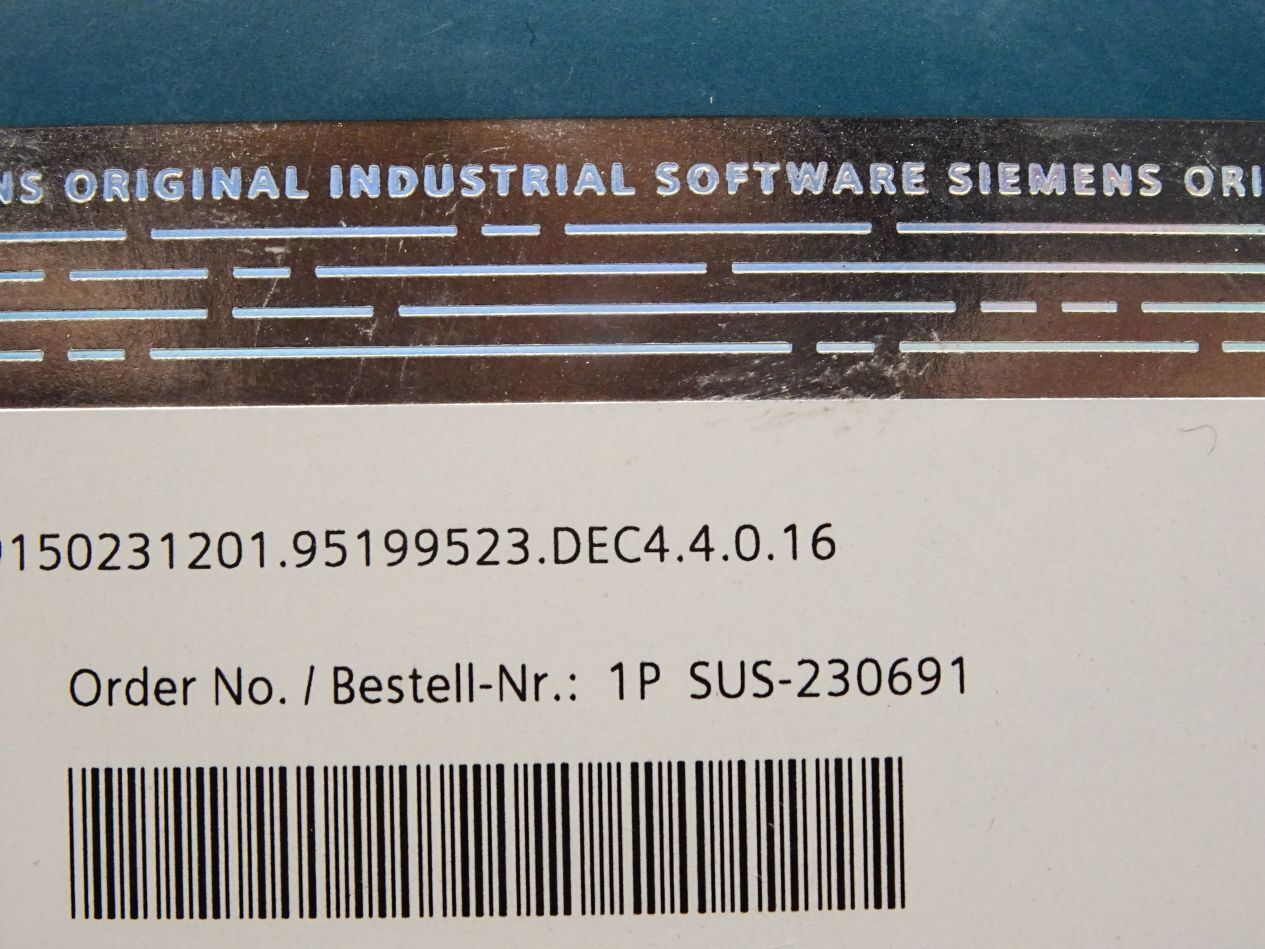 NS ORIGINAL INDUSTRIAL SOFTWARE SIEMENS ORI
150231201.95199523.DEC4.4.0.16
Order No. / Bestell-Nr.: 1P SUS-230691